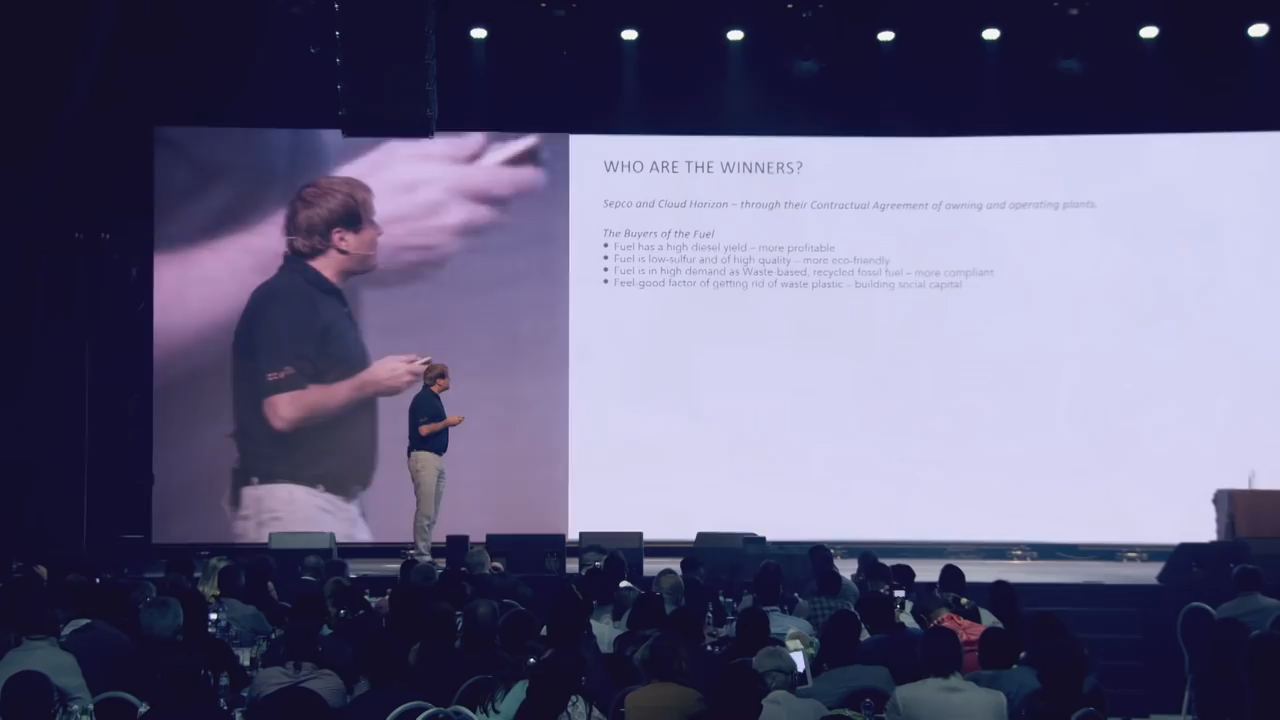 WHO ARE THE WINNERS?
Sepco and Cloud Horizon – through their Contractual Agreement of owning and operating plants.
The Buyers of the Fuel
• Fuel has a high diesel yield – more profitable
• Fuel is low-sulfur and of high quality – more eco-friendly
• Fuel is in high demand as Waste-based, recycled fossil fuel – more compliant
• Feel-good factor of getting rid of waste plastic – building social capital